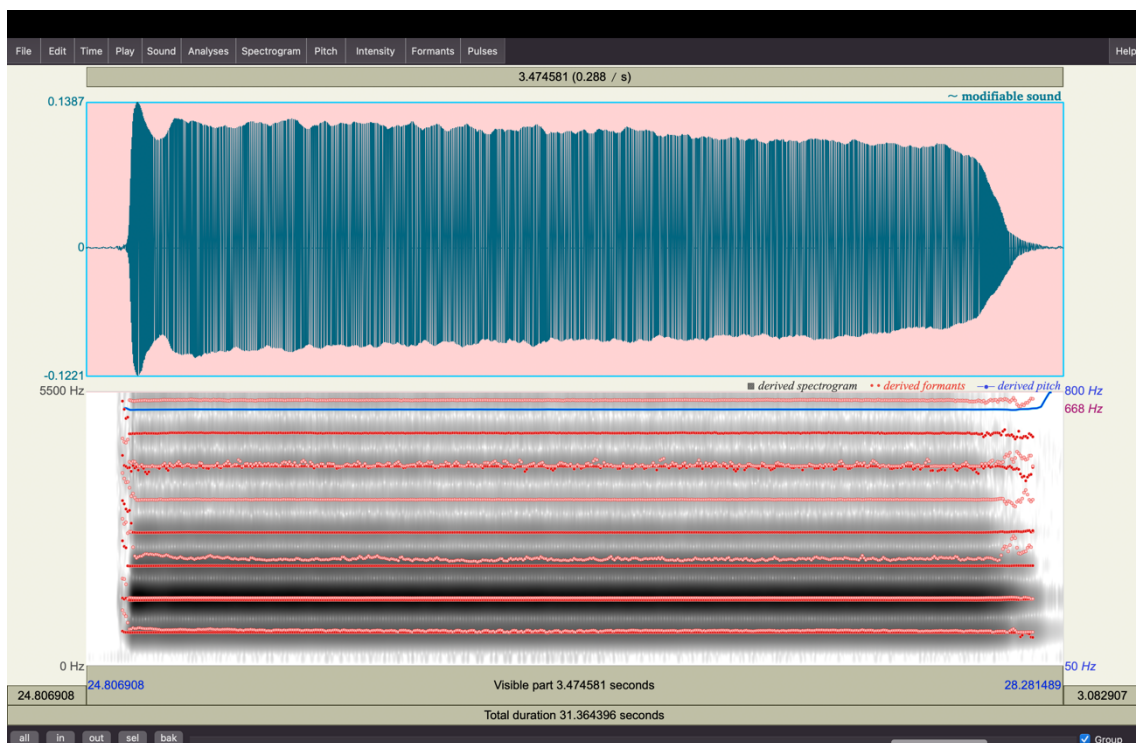 File Edit Time Play Sound Analyses Spectrogram Pitch Intensity Formants Pulses Help
3.474581 (0.288 / s)
0.1387
~ modifiable sound
0
-0.1221
5500 Hz
derived spectrogram derived formants derived pitch
800 Hz
668 Hz
0 Hz
50 Hz
24.806908 Visible part 3.474581 seconds 28.281489
24.806908 3.082907
Total duration 31.364396 seconds
all in out sel bak Group